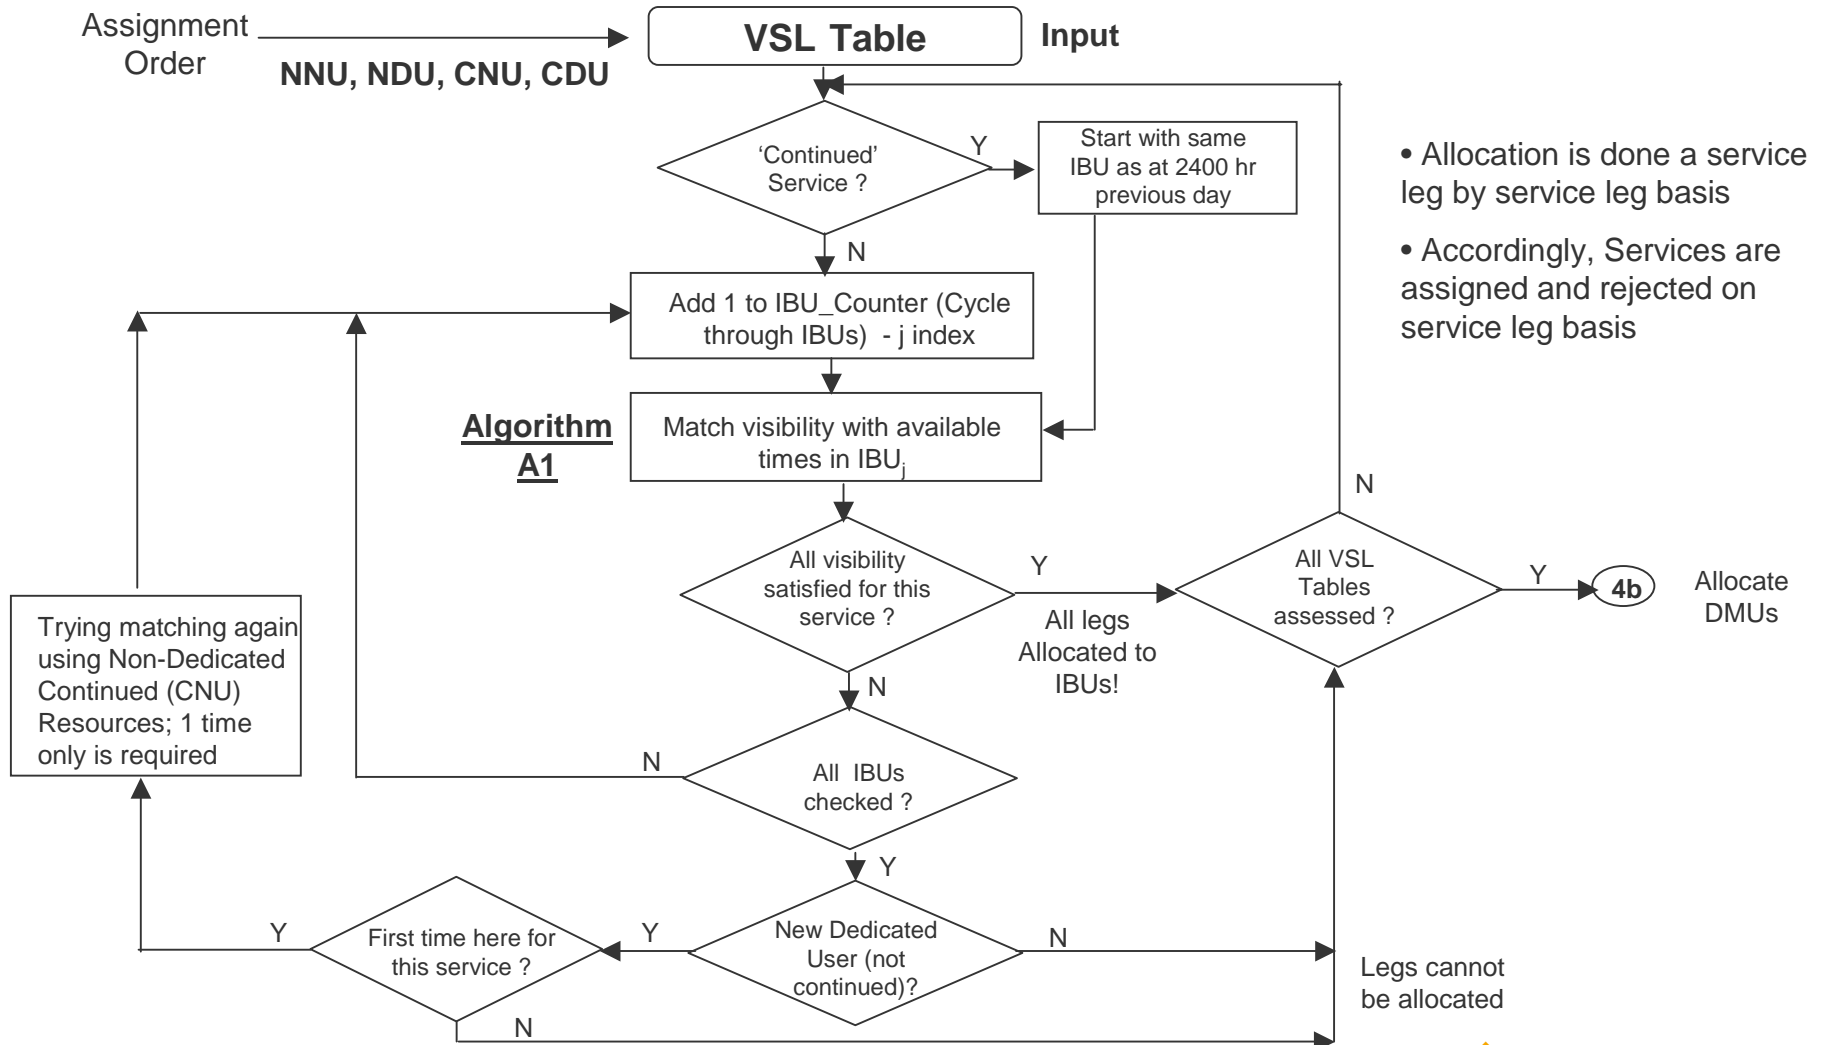 Assignment
Order
NNU, NDU, CNU, CDU
VSL Table
Input
'Continued'
Service ?
Y
Start with same
IBU as at 2400 hr
previous day
• Allocation is done a service
leg by service leg basis
• Accordingly, Services are
assigned and rejected on
service leg basis
N
Add 1 to IBU_Counter (Cycle
through IBUs) - j index
Algorithm
A1
Match visibility with available
times in IBUj
N
All visibility
satisfied for this
service ?
Y
All legs
Allocated to
IBUs!
All VSL
Tables
assessed ?
Y
4b
Allocate
DMUs
Trying matching again
using Non-Dedicated
Continued (CNU)
Resources; 1 time
only is required
N
N
All IBUs
checked ?
Y
Y
First time here for
this service ?
Y
New Dedicated
User (not
continued)?
N
Legs cannot
be allocated
N